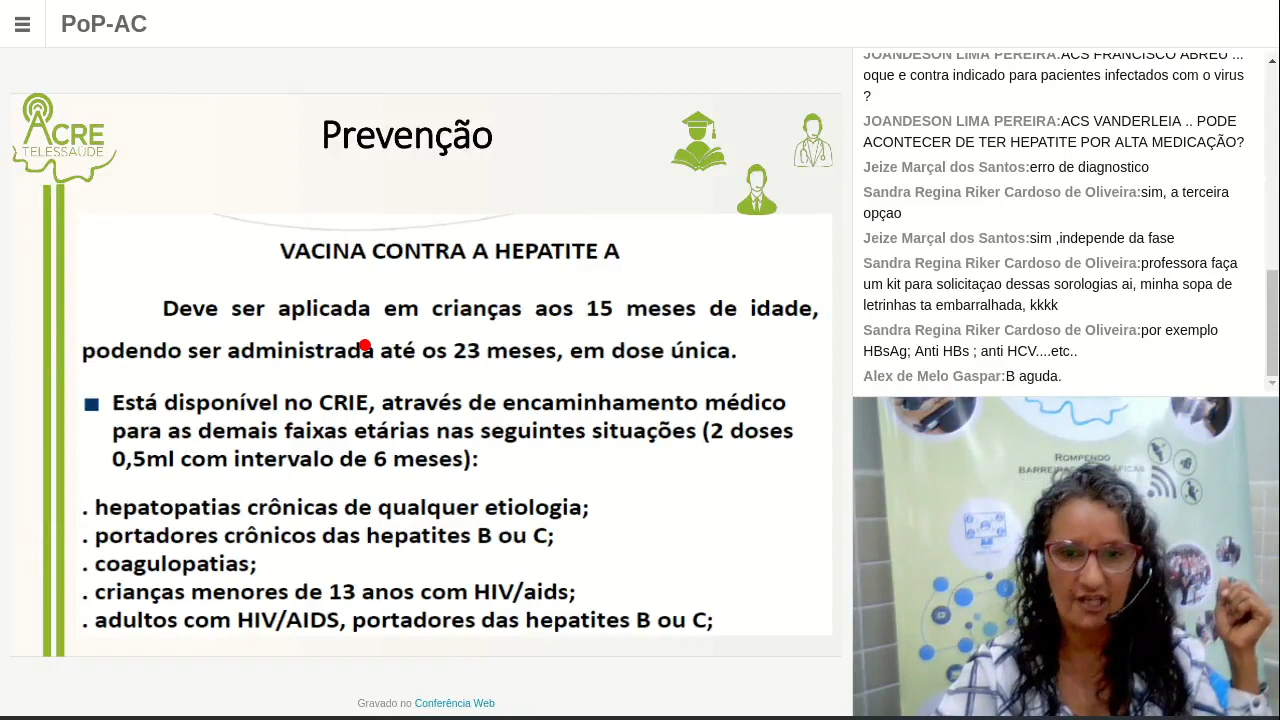 PoP-AC
ACRE
TELESSAÚDE
Prevenção
VACINA CONTRA A HEPATITE A
Deve ser aplicada em crianças aos 15 meses de idade,
podendo ser administrada até os 23 meses, em dose única.
Está disponível no CRIE, através de encaminhamento médico
para as demais faixas etárias nas seguintes situações (2 doses
0,5ml com intervalo de 6 meses):
. hepatopatias crônicas de qualquer etiologia;
. portadores crônicos das hepatites B ou C;
. coagulopatias;
. crianças menores de 13 anos com HIV/aids;
. adultos com HIV/AIDS, portadores das hepatites B ou C;
Gravado no Conferência Web
JOANDESON LIMA PEREIRA:ACS FRANCISCO ABREU ...
oque e contra indicado para pacientes infectados com o virus
?
JOANDESON LIMA PEREIRA:ACS VANDERLEIA .. PODE
ACONTECER DE TER HEPATITE POR ALTA MEDICAÇÃO?
Jeize Marçal dos Santos:erro de diagnostico
Sandra Regina Riker Cardoso de Oliveira:sim, a terceira
opçao
Jeize Marçal dos Santos:sim ,independe da fase
Sandra Regina Riker Cardoso de Oliveira:professora faça
um kit para solicitaçao dessas sorologias ai, minha sopa de
letrinhas ta embarralhada, kkkk
Sandra Regina Riker Cardoso de Oliveira:por exemplo
HBsAg; Anti HBs ; anti HCV....etc..
Alex de Melo Gaspar:B aguda.
ROMPENDO